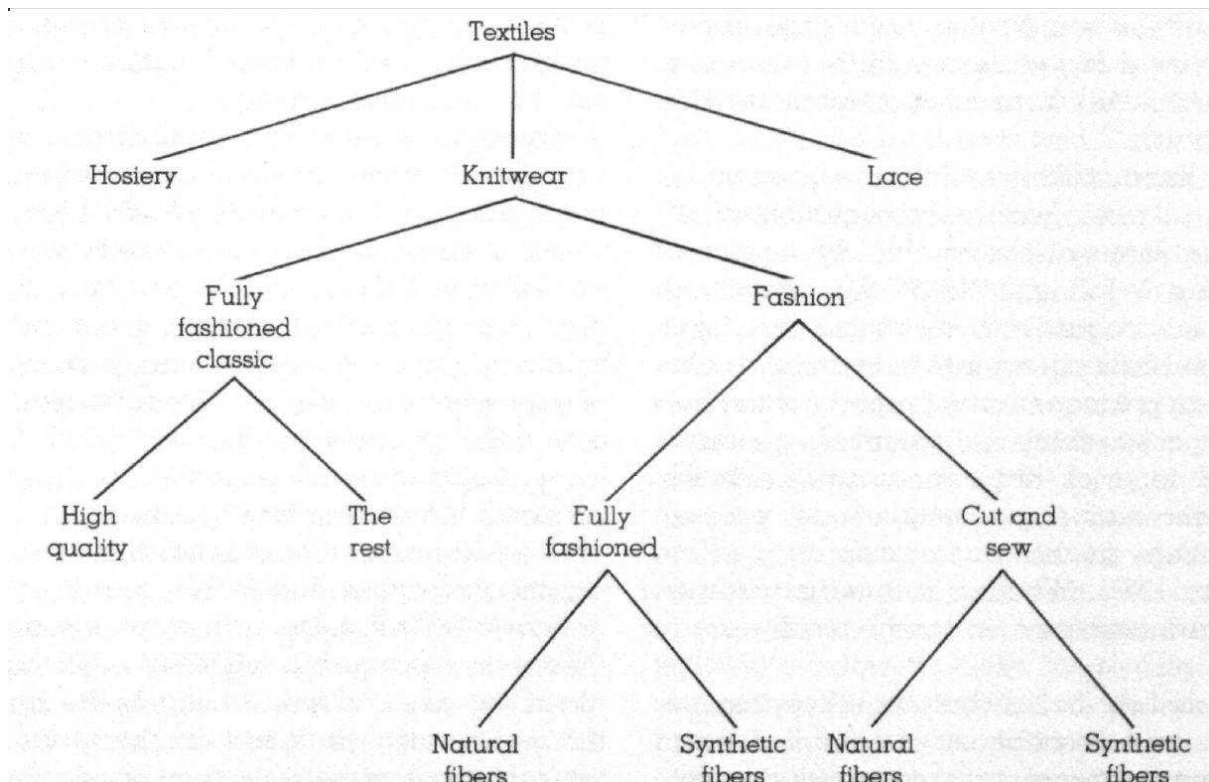 Textiles
Hosiery Knitwear Lace
Fully
fashioned
classic
Fashion
High
quality
The
rest
Fully
fashioned
Cut and
sew
Natural
fibers
Synthetic
fibers
Natural
fibers
Synthetic
fibers